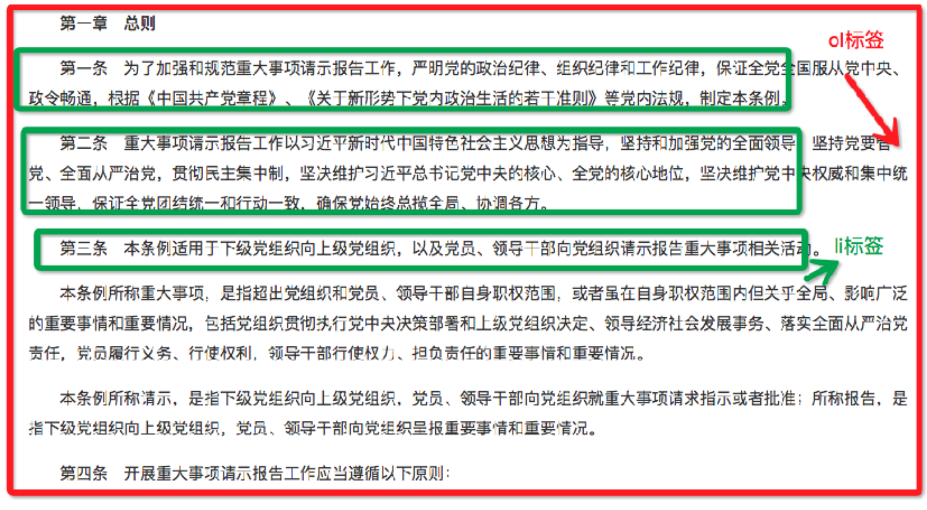 第一章 总则
ol标签
第一条 为了加强和规范重大事项请示报告工作，严明党的政治纪律、组织纪律和工作纪律，保证全党全国服从党中央、
政令畅通，根据《中国共产党章程》、《关于新形势下党内政治生活的若干准则》等党内法规，制定本条例。
第二条 重大事项请示报告工作以习近平新时代中国特色社会主义思想为指导，坚持和加强党的全面领导，坚持党要管
党、全面从严治党，贯彻民主集中制，坚决维护习近平总书记党中央的核心、全党的核心地位，坚决维护党中央权威和集中统
一领导，保证全党团结统一和行动一致，确保党始终总揽全局、协调各方。
第三条 本条例适用于下级党组织向上级党组织，以及党员、领导干部向党组织请示报告重大事项相关活动。
li标签
本条例所称重大事项，是指超出党组织和党员、领导干部自身职权范围，或者虽在自身职权范围内但关乎全局、影响广泛
的重要事情和重要情况，包括党组织贯彻执行党中央决策部署和上级党组织决定、领导经济社会发展事务、落实全面从严治党
责任，党员履行义务、行使权利，领导干部行使权力、担负责任的重要事情和重要情况。
本条例所称请示，是指下级党组织向上级党组织，党员、领导干部向党组织就重大事项请求指示或者批准；所称报告，是
指下级党组织向上级党组织，党员、领导干部向党组织呈报重要事情和重要情况。
第四条 开展重大事项请示报告工作应当遵循以下原则：